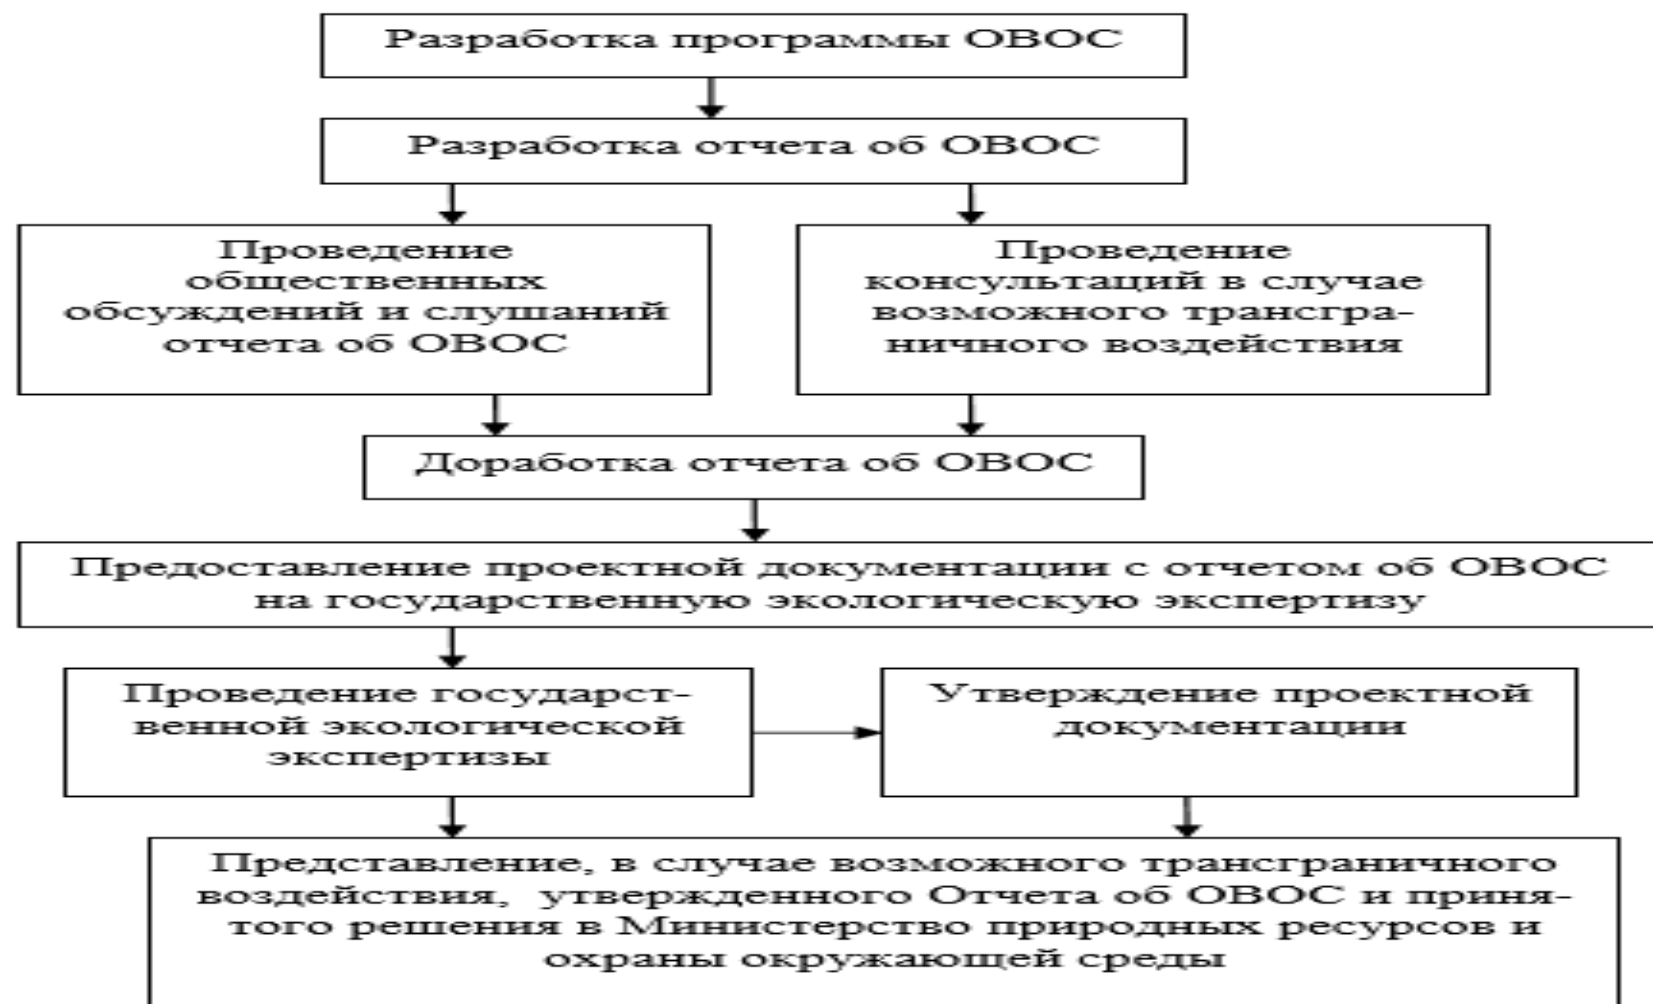 Разработка программы ОВОС
Разработка отчета об ОВОС
Проведение
общественных
обсуждений и слушаний
отчета об ОВОС
Проведение
консультаций в случае
возможного трансгра-
ничного воздействия
Доработка отчета об ОВОС
Предоставление проектной документации с отчетом об ОВОС
на государственную экологическую экспертизу
Проведение государст-
венной экологической
экспертизы
Утверждение проектной
документации
Представление, в случае возможного трансграничного
воздействия, утвержденного Отчета об ОВОС и приня-
того решения в Министерство природных ресурсов и
охраны окружающей среды